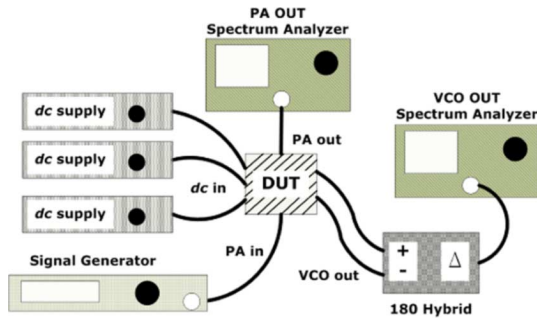 PA OUT
Spectrum Analyzer
VCO OUT
Spectrum Analyzer
dc supply
PA out
dc supply
dc in
DUT
dc supply
+
-
Δ
Signal Generator
PA in
VCO out
180 Hybrid